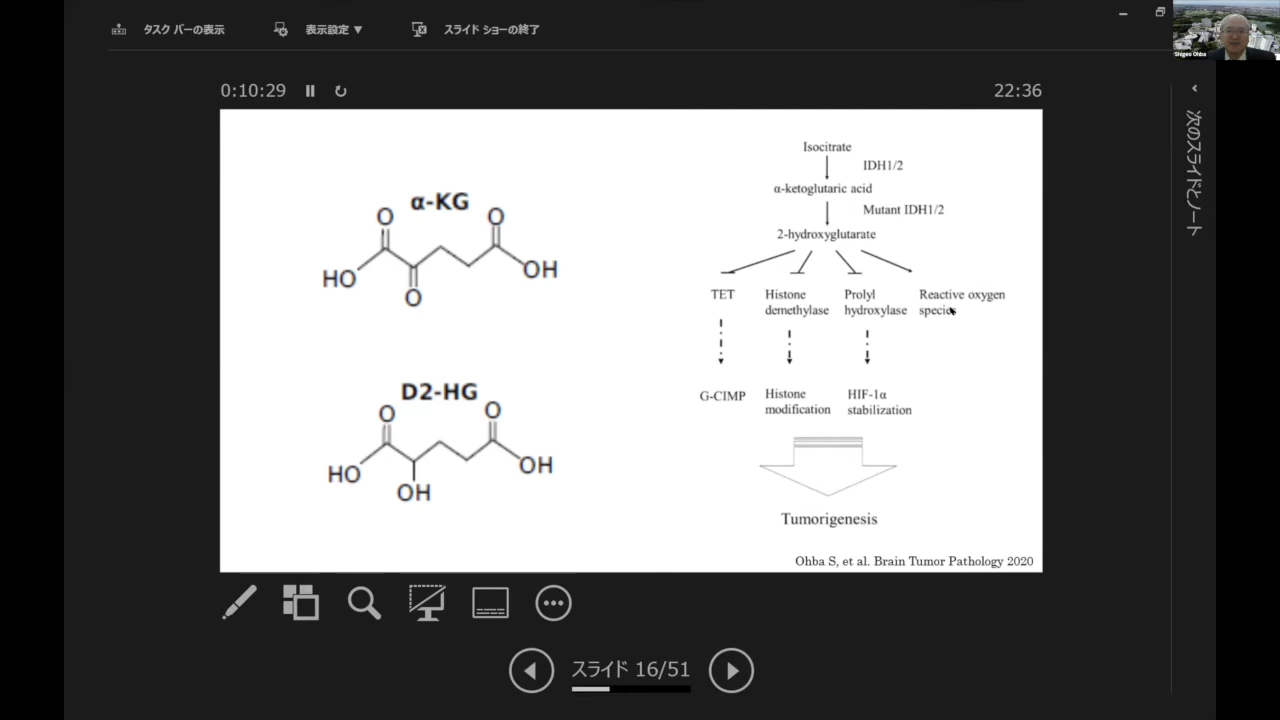 タスク バーの表示
表示設定 ▼
スライド ショーの終了
Shigeo Ohba
0:10:29
22:36
次のスライドとノート
α-KG
O
O
HO
OH
O
D2-HG
O
O
HO
OH
OH
Isocitrate
IDH1/2
α-ketoglutaric acid
Mutant IDH1/2
2-hydroxyglutarate
TET
Histone
demethylase
Prolyl
hydroxylase
Reactive oxygen
species
G-CIMP
Histone
modification
HIF-1α
stabilization
Tumorigenesis
Ohba S, et al. Brain Tumor Pathology 2020
スライド 16/51